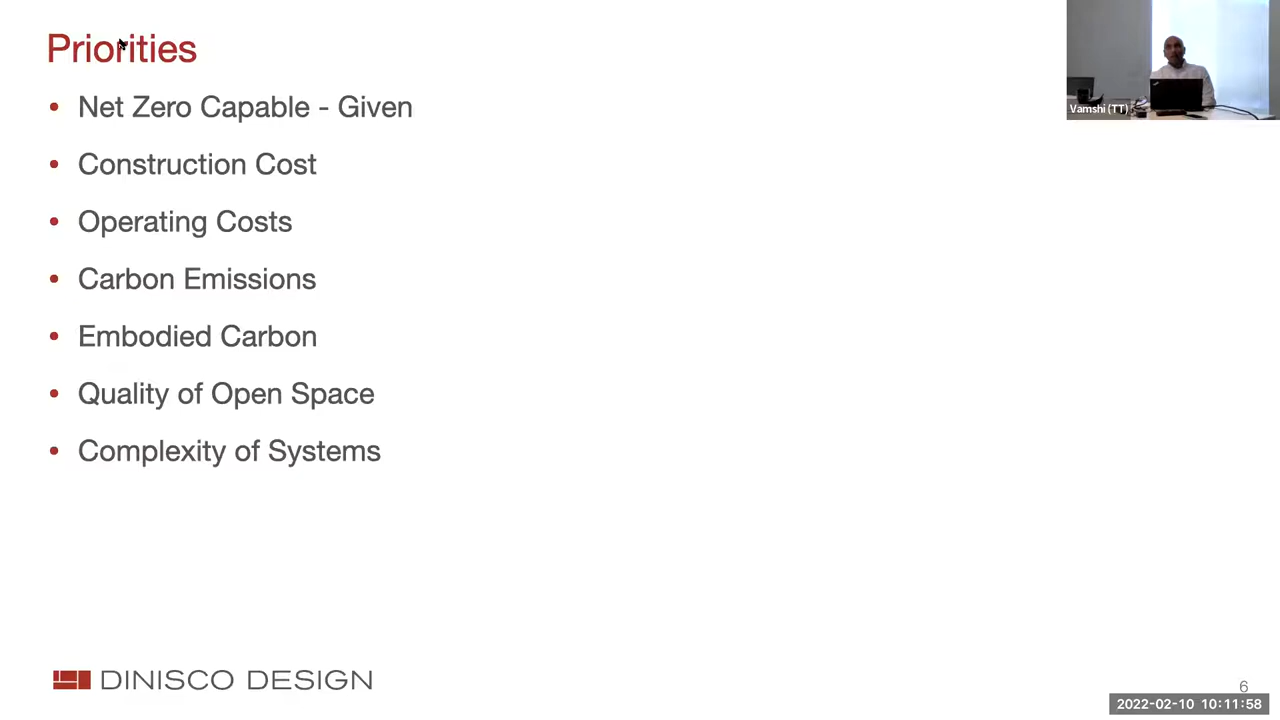 Priorities
• Net Zero Capable - Given
• Construction Cost
• Operating Costs
• Carbon Emissions
• Embodied Carbon
• Quality of Open Space
• Complexity of Systems
Vamshi (TT)
DINISCO DESIGN
6
2022-02-10 10:11:58